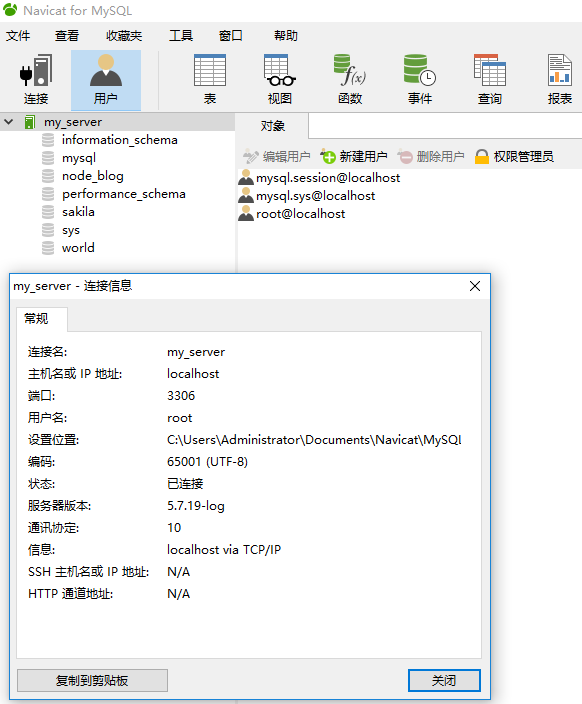 Navicat for MySQL
文件 查看 收藏夹 工具 窗口 帮助
连接 用户 表 视图 函数 事件 查询 报表
my_server
information_schema
mysql
node_blog
performance_schema
sakila
sys
world
对象
编辑用户 新建用户 删除用户 权限管理员
mysql.session@localhost
mysql.sys@localhost
root@localhost
my_server - 连接信息
常规
连接名: my_server
主机名或 IP 地址: localhost
端口: 3306
用户名: root
设置位置: C:\Users\Administrator\Documents\Navicat\MySQL
编码: 65001 (UTF-8)
状态: 已连接
服务器版本: 5.7.19-log
通讯协定: 10
信息: localhost via TCP/IP
SSH 主机名或 IP 地址: N/A
HTTP 通道地址: N/A
复制到剪贴板 关闭